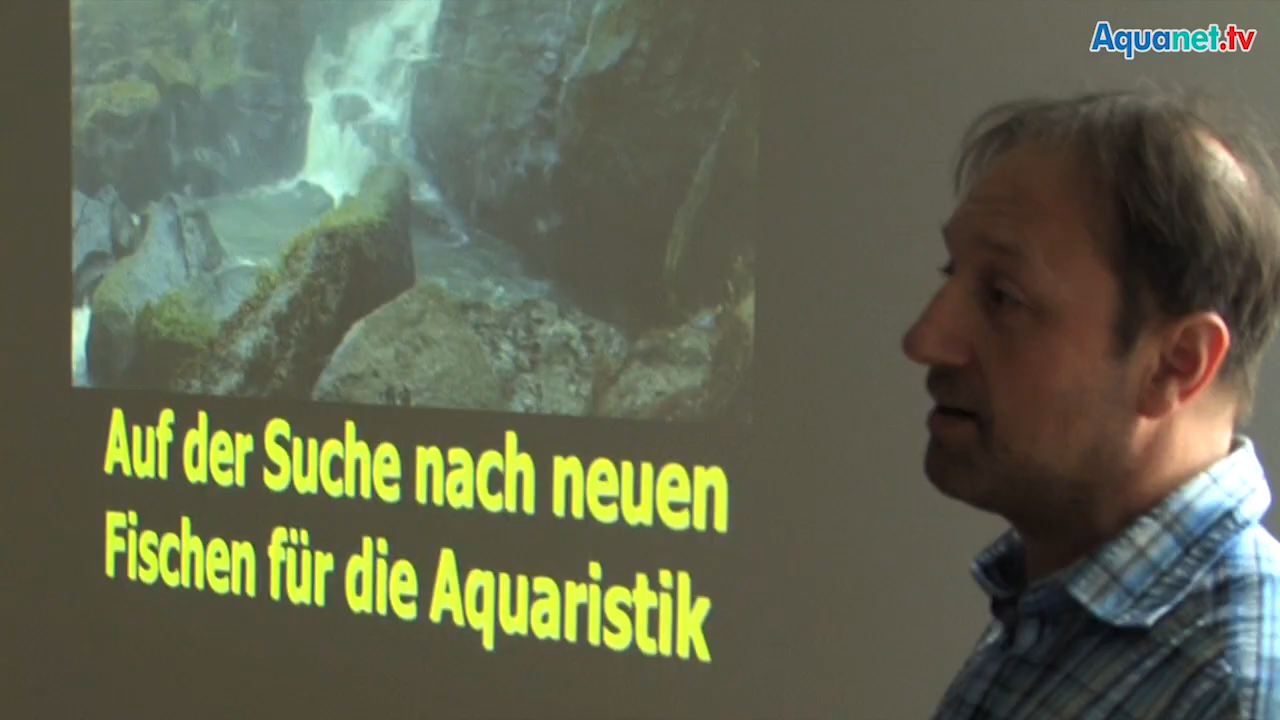 Aquanet.tv
Auf der Suche nach neuen
Fischen für die Aquaristik